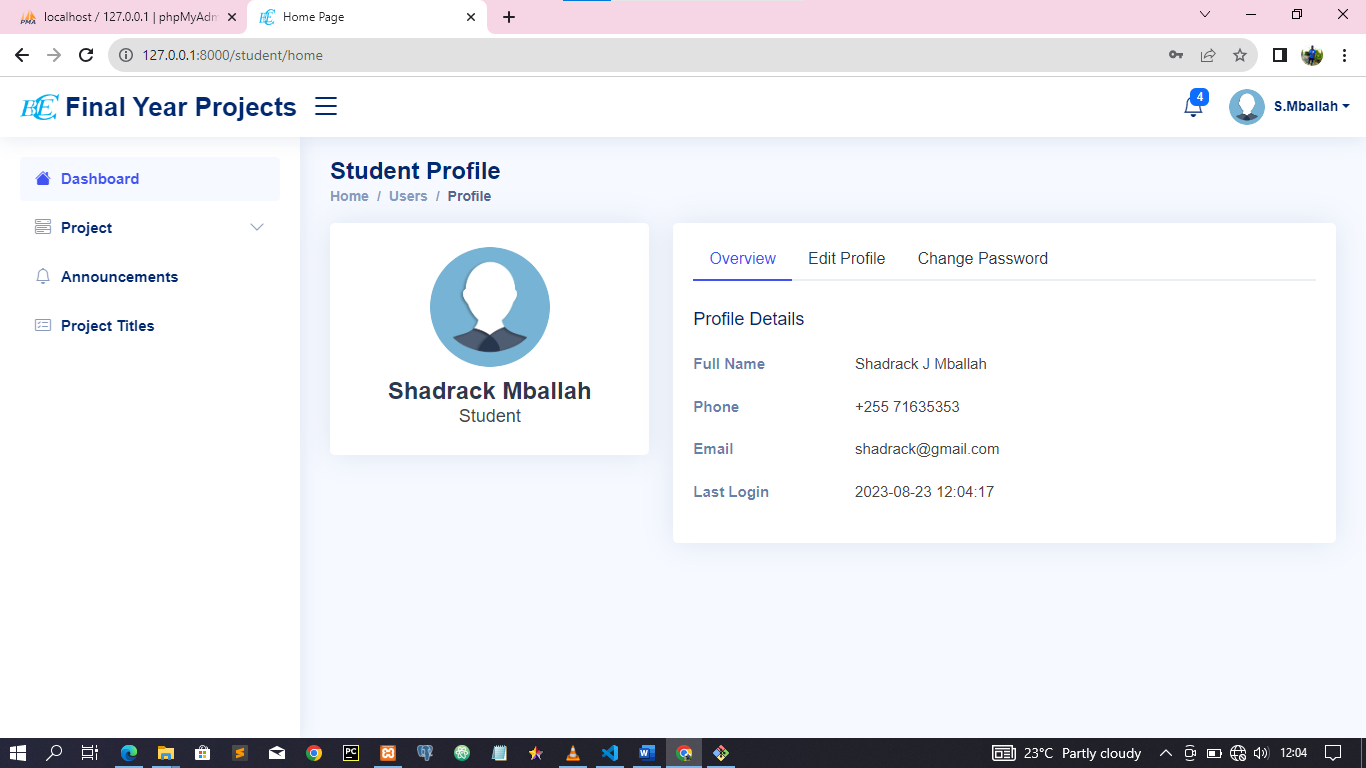 localhost / 127.0.0.1 | phpMyAdm
Home Page
127.0.0.1:8000/student/home
Final Year Projects
4
S.Mballah
Dashboard
Project
Announcements
Project Titles
Student Profile
Home / Users / Profile
Shadrack Mballah
Student
Overview Edit Profile Change Password
Profile Details
Full Name Shadrack J Mballah
Phone +255 71635353
Email shadrack@gmail.com
Last Login 2023-08-23 12:04:17
23°C Partly cloudy
12:04